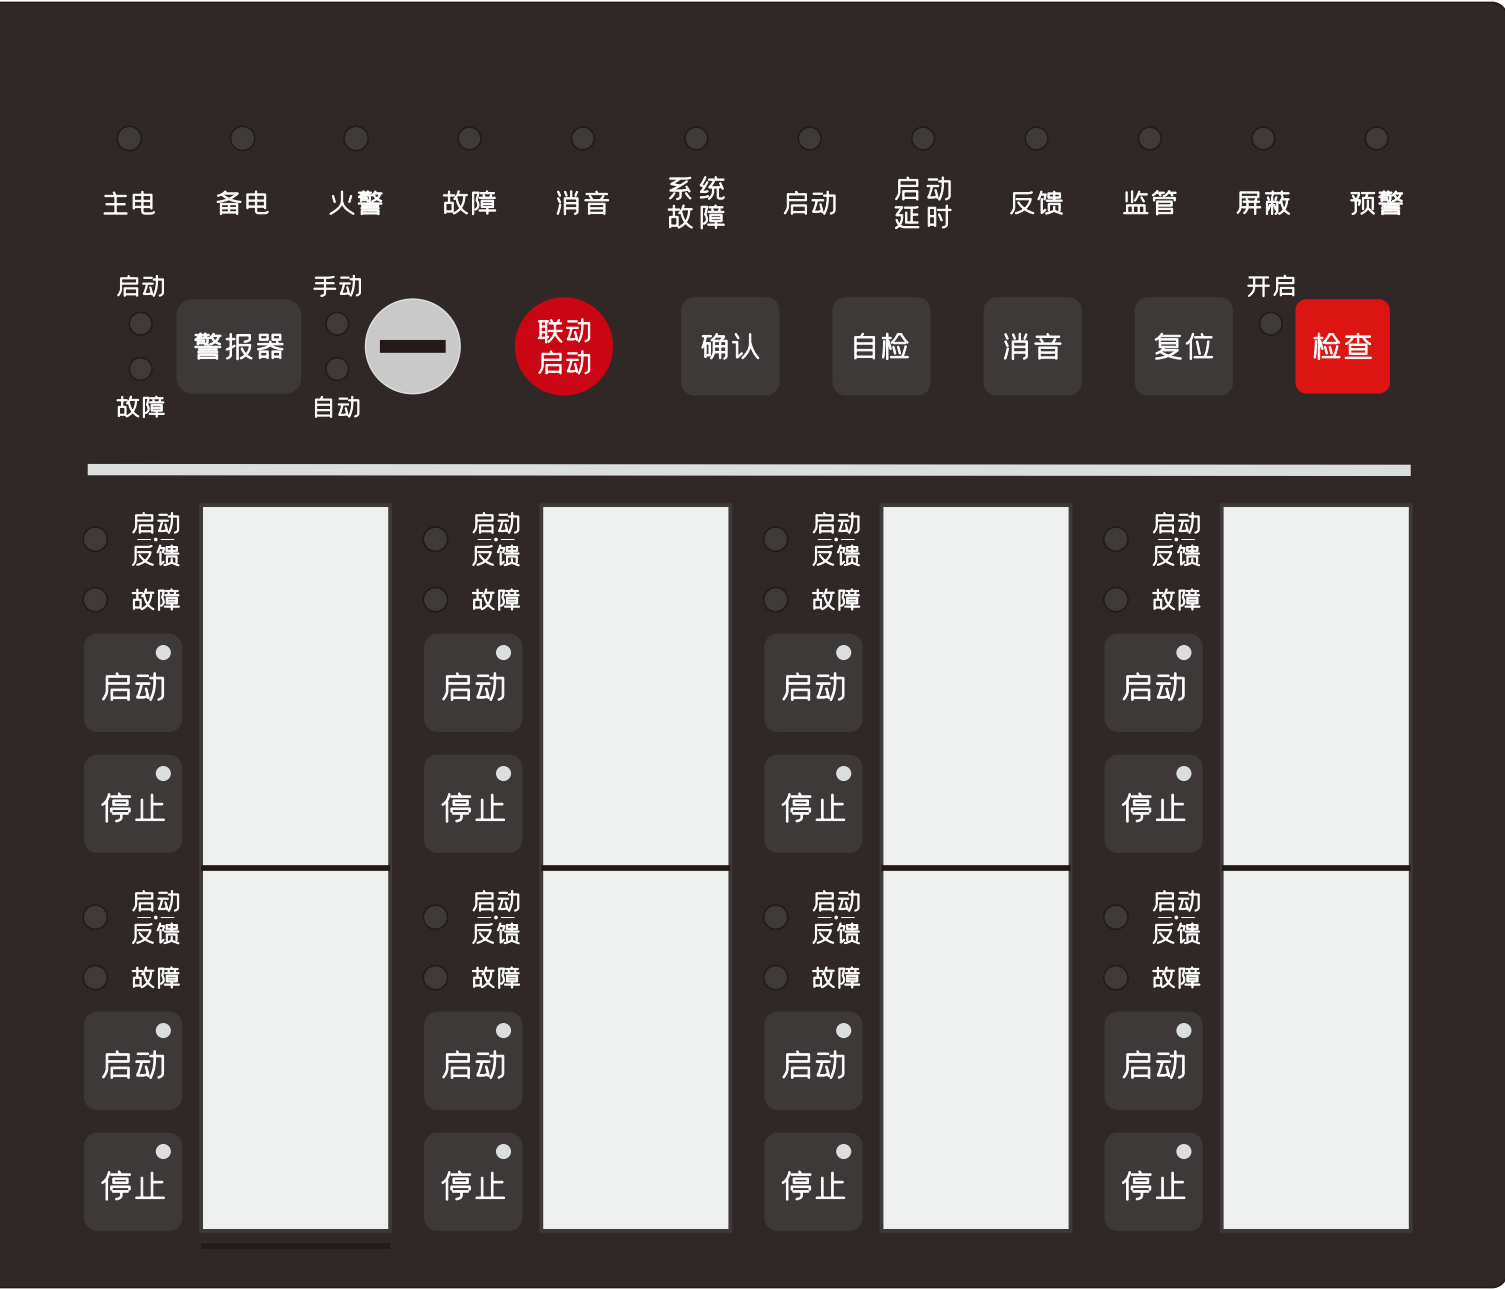 主电 备电 火警 故障 消音 系统 启动 启动 反馈 监管 屏蔽 预警
故障 延时
启动 手动 开启
警报器 联动 确认 自检 消音 复位 检查
启动
故障 自动
启动 启动 启动 启动
反馈 反馈 反馈 反馈
故障 故障 故障 故障
启动 启动 启动 启动
停止 停止 停止 停止
启动 启动 启动 启动
反馈 反馈 反馈 反馈
故障 故障 故障 故障
启动 启动 启动 启动
停止 停止 停止 停止